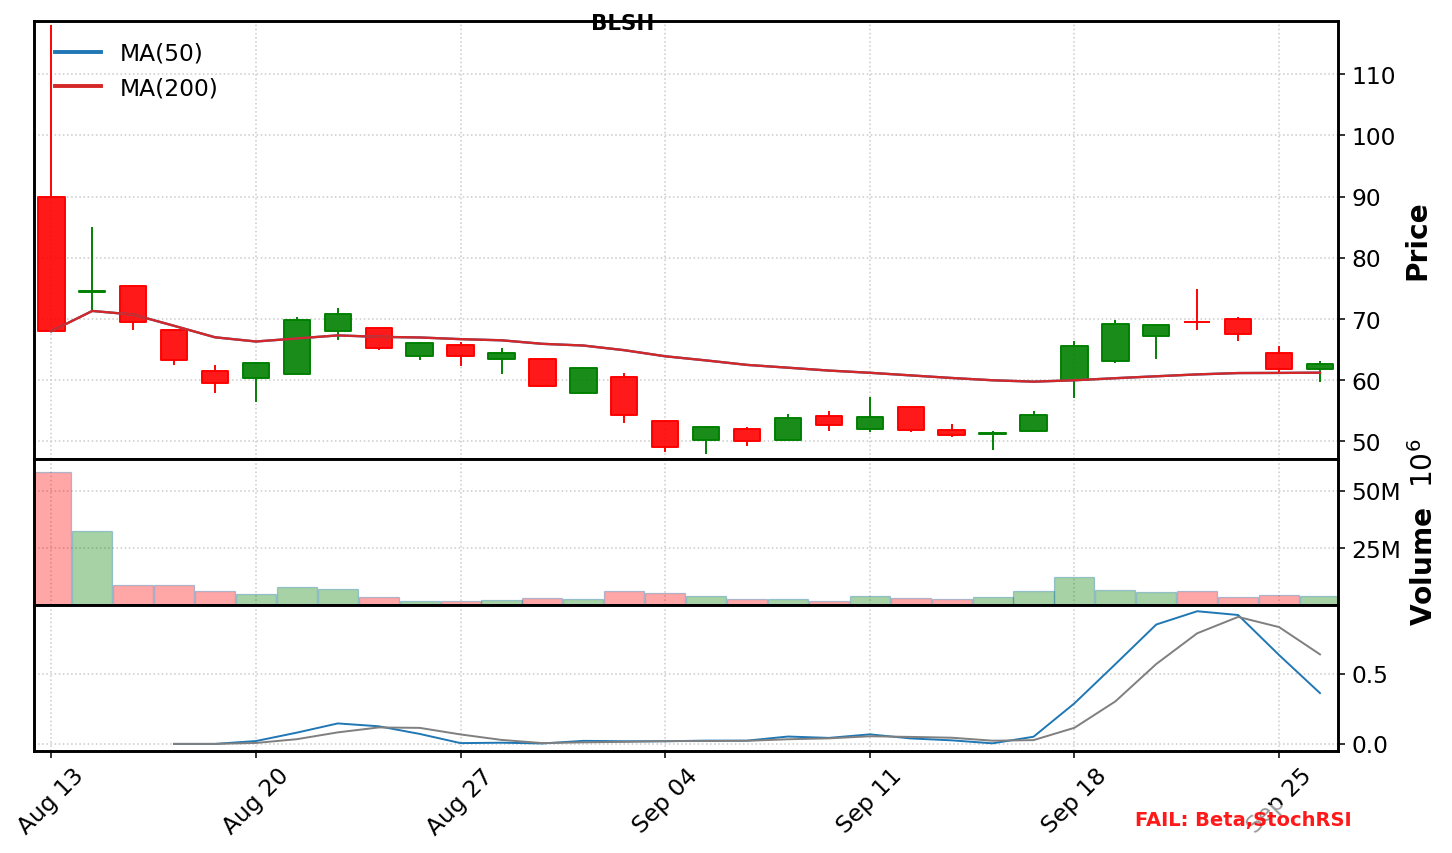 BLSH
MA(50)
MA(200)
110
100
90
80
70
60
50
Price
50M
25M
Volume 10^6
0.5
0.0
Aug 13
Aug 20
Aug 27
Sep 04
Sep 11
Sep 18
Sep 25
FAIL: Beta,StochRSI